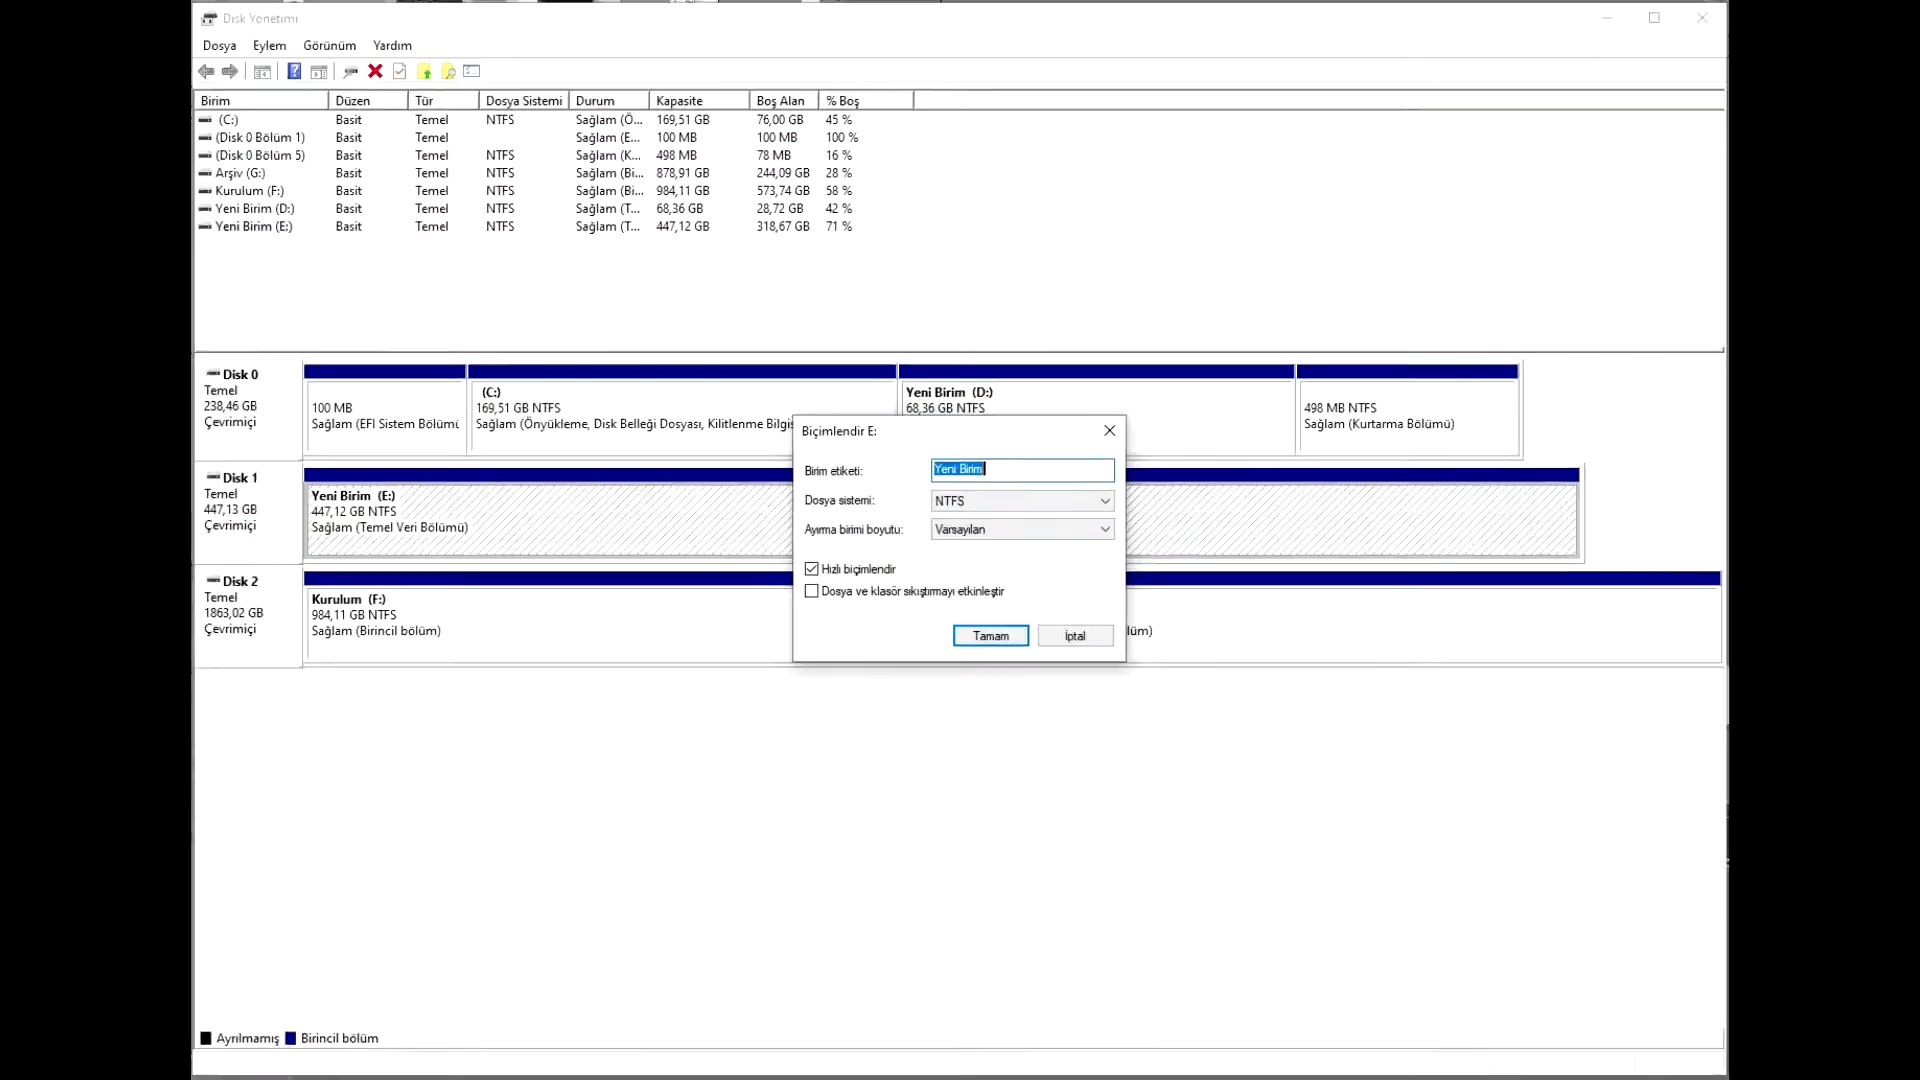 Disk Yönetimi
Dosya Eylem Görünüm Yardım
Birim Düzen Tür Dosya Sistemi Durum Kapasite Boş Alan % Boş
(C:) Basit Temel NTFS Sağlam (Ö... 169,51 GB 76,00 GB 45 %
(Disk 0 Bölüm 1) Basit Temel Sağlam (E... 100 MB 100 MB 100 %
(Disk 0 Bölüm 5) Basit Temel NTFS Sağlam (K... 498 MB 78 MB 16 %
Arşiv (G:) Basit Temel NTFS Sağlam (Bi... 878,91 GB 244,09 GB 28 %
Kurulum (F:) Basit Temel NTFS Sağlam (Bi... 984,11 GB 573,74 GB 58 %
Yeni Birim (D:) Basit Temel NTFS Sağlam (T... 68,36 GB 28,72 GB 42 %
Yeni Birim (E:) Basit Temel NTFS Sağlam (T... 447,12 GB 318,67 GB 71 %
Disk 0
Temel
238,46 GB
Çevrimiçi
100 MB
Sağlam (EFI Sistem Bölümü
(C:)
169,51 GB NTFS
Sağlam (Önyükleme, Disk Belleği Dosyası, Kilitlenme Bilgis
Yeni Birim (D:)
68,36 GB NTFS
498 MB NTFS
Sağlam (Kurtarma Bölümü)
Disk 1
Temel
447,13 GB
Çevrimiçi
Yeni Birim (E:)
447,12 GB NTFS
Sağlam (Temel Veri Bölümü)
Disk 2
Temel
1863,02 GB
Çevrimiçi
Kurulum (F:)
984,11 GB NTFS
Sağlam (Birincil bölüm)
lüm)
Biçimlendir E:
Birim etiketi: Yeni Birim
Dosya sistemi: NTFS
Ayırma birimi boyutu: Varsayılan
Hızlı biçimlendir
Dosya ve klasör sıkıştırmayı etkinleştir
Tamam İptal
Ayrılmamış Birincil bölüm